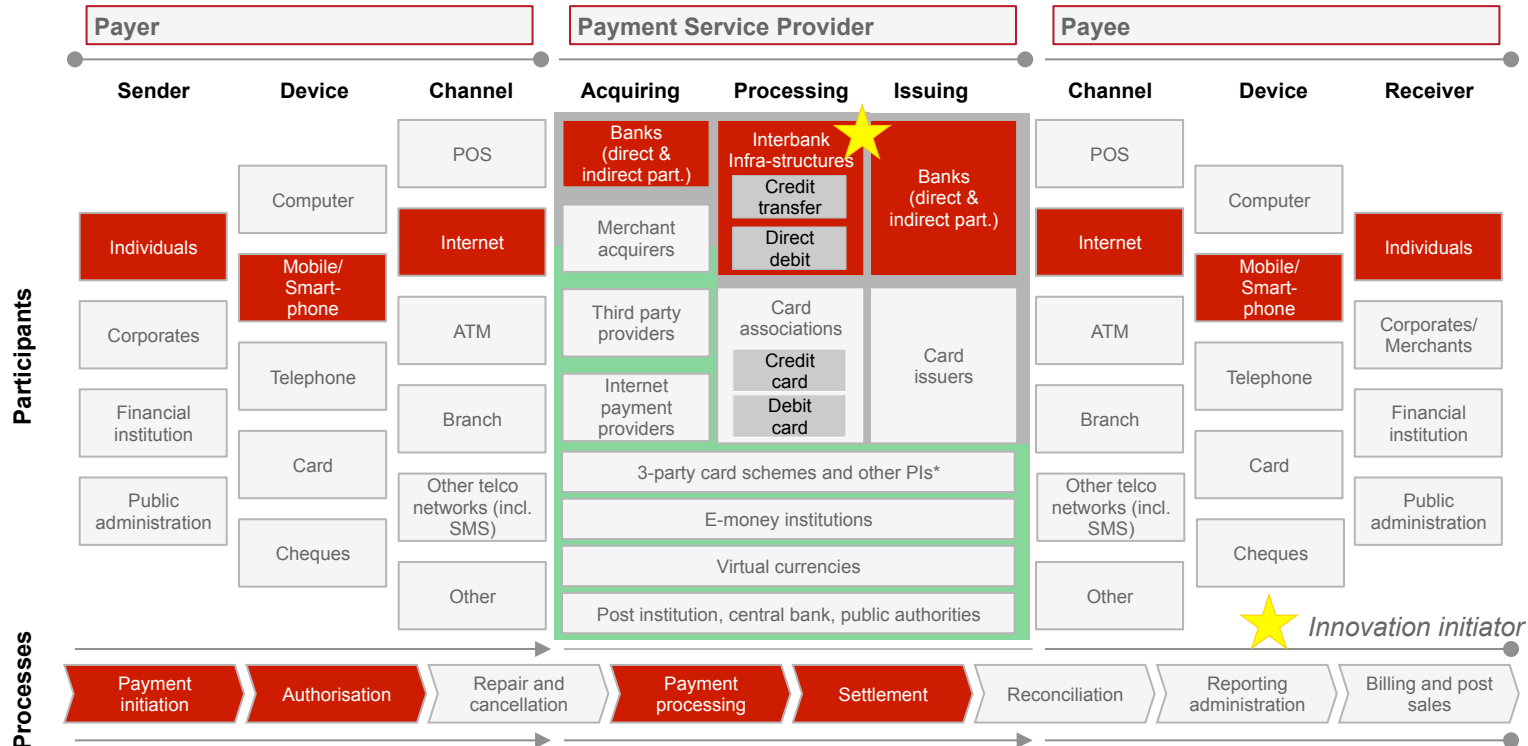 Payer
Payment Service Provider
Payee
Sender
Device
Channel
Acquiring
Processing
Issuing
Channel
Device
Receiver
Participants
Individuals
Corporates
Financial
institution
Public
administration
Computer
Mobile/
Smart-
phone
Telephone
Card
Cheques
POS
Internet
ATM
Branch
Other telco
networks (incl.
SMS)
Other
Banks
(direct &
indirect part.)
Merchant
acquirers
Third party
providers
Internet
payment
providers
Interbank
Infra-structures
Credit
transfer
Direct
debit
Card
associations
Credit
card
Debit
card
Banks
(direct &
indirect part.)
Card
issuers
3-party card schemes and other PIs*
E-money institutions
Virtual currencies
Post institution, central bank, public authorities
POS
Internet
ATM
Branch
Other telco
networks (incl.
SMS)
Other
Computer
Mobile/
Smart-
phone
Telephone
Card
Cheques
Individuals
Corporates/
Merchants
Financial
institution
Public
administration
Innovation initiator
Processes
Payment
initiation
Authorisation
Repair and
cancellation
Payment
processing
Settlement
Reconciliation
Reporting
administration
Billing and post
sales